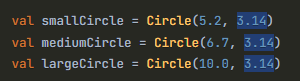 val smallCircle = Circle(5.2, 3.14)
val mediumCircle = Circle(6.7, 3.14)
val largeCircle = Circle(10.0, 3.14)